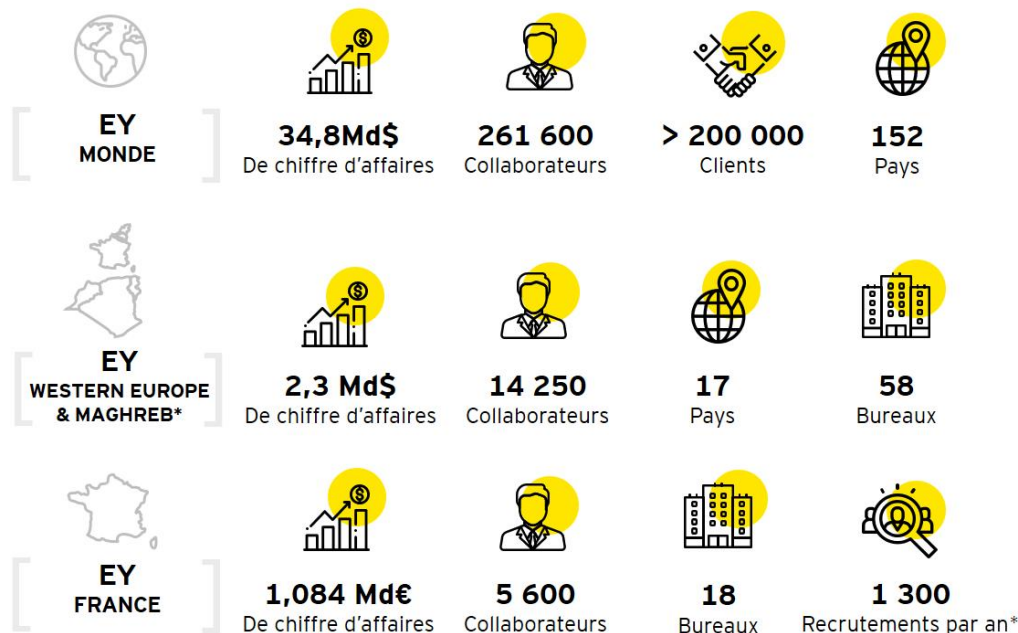 EY
MONDE
34,8Md$
De chiffre d'affaires
261 600
Collaborateurs
> 200 000
Clients
152
Pays
EY
WESTERN EUROPE
& MAGHREB*
2,3 Md$
De chiffre d'affaires
14 250
Collaborateurs
17
Pays
58
Bureaux
EY
FRANCE
1,084 Md€
De chiffre d'affaires
5 600
Collaborateurs
18
Bureaux
1 300
Recrutements par an*